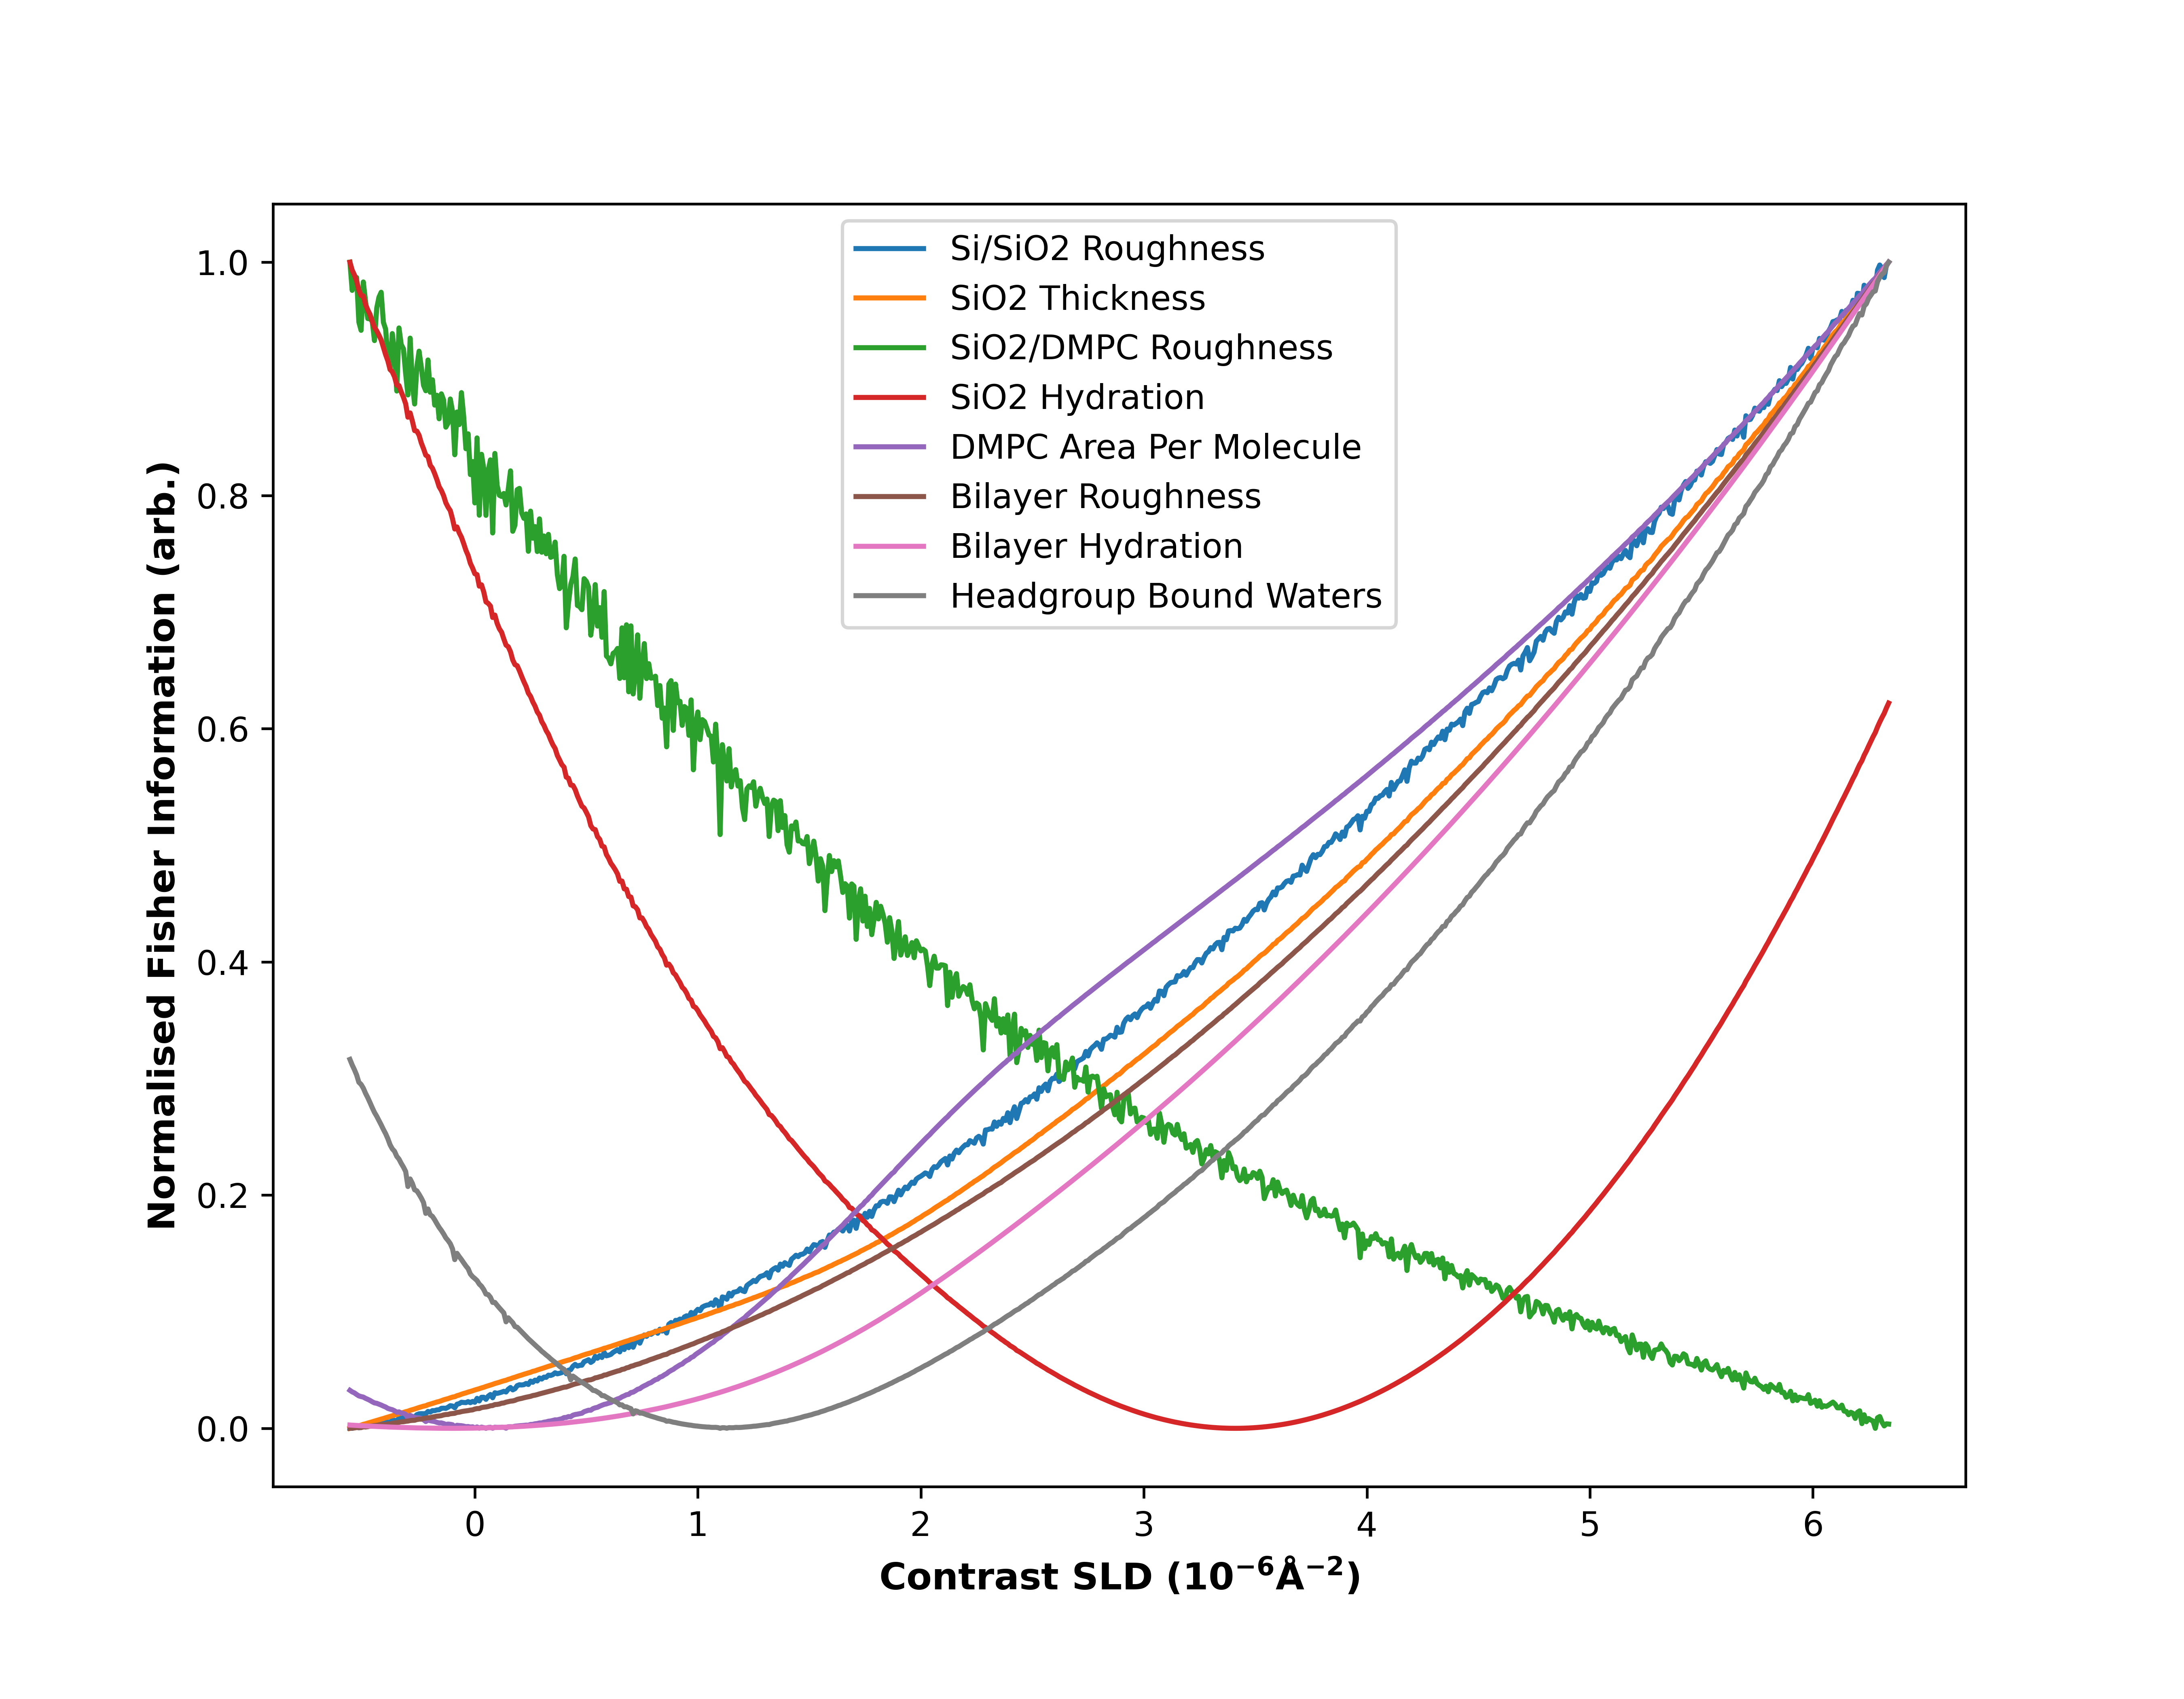 Si/SiO2 Roughness
SiO2 Thickness
SiO2/DMPC Roughness
SiO2 Hydration
DMPC Area Per Molecule
Bilayer Roughness
Bilayer Hydration
Headgroup Bound Waters
Normalised Fisher Information (arb.)
1.0
0.8
0.6
0.4
0.2
0.0
0 1 2 3 4 5 6
Contrast SLD (10⁻⁶Å⁻²)